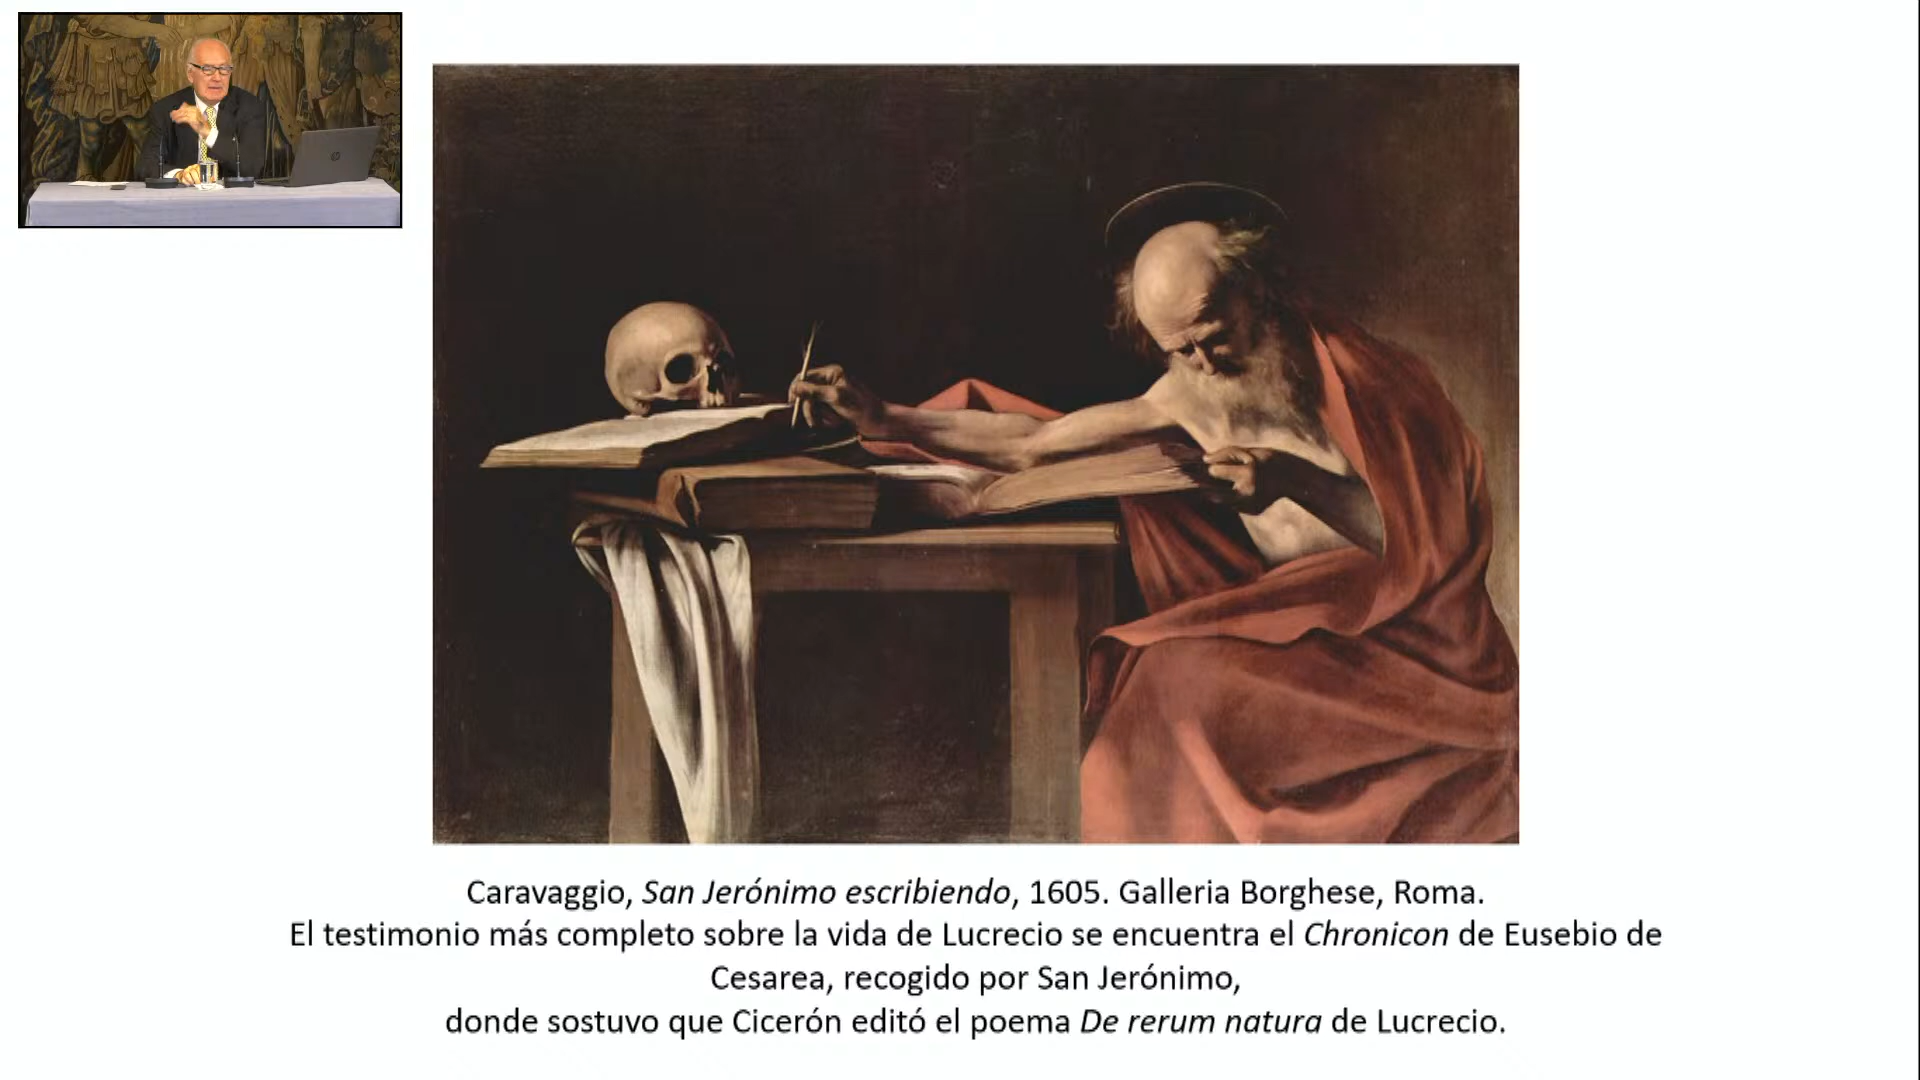 Caravaggio, San Jerónimo escribiendo, 1605. Galleria Borghese, Roma.
El testimonio más completo sobre la vida de Lucrecio se encuentra el Chronicon de Eusebio de
Cesarea, recogido por San Jerónimo,
donde sostuvo que Cicerón editó el poema De rerum natura de Lucrecio.